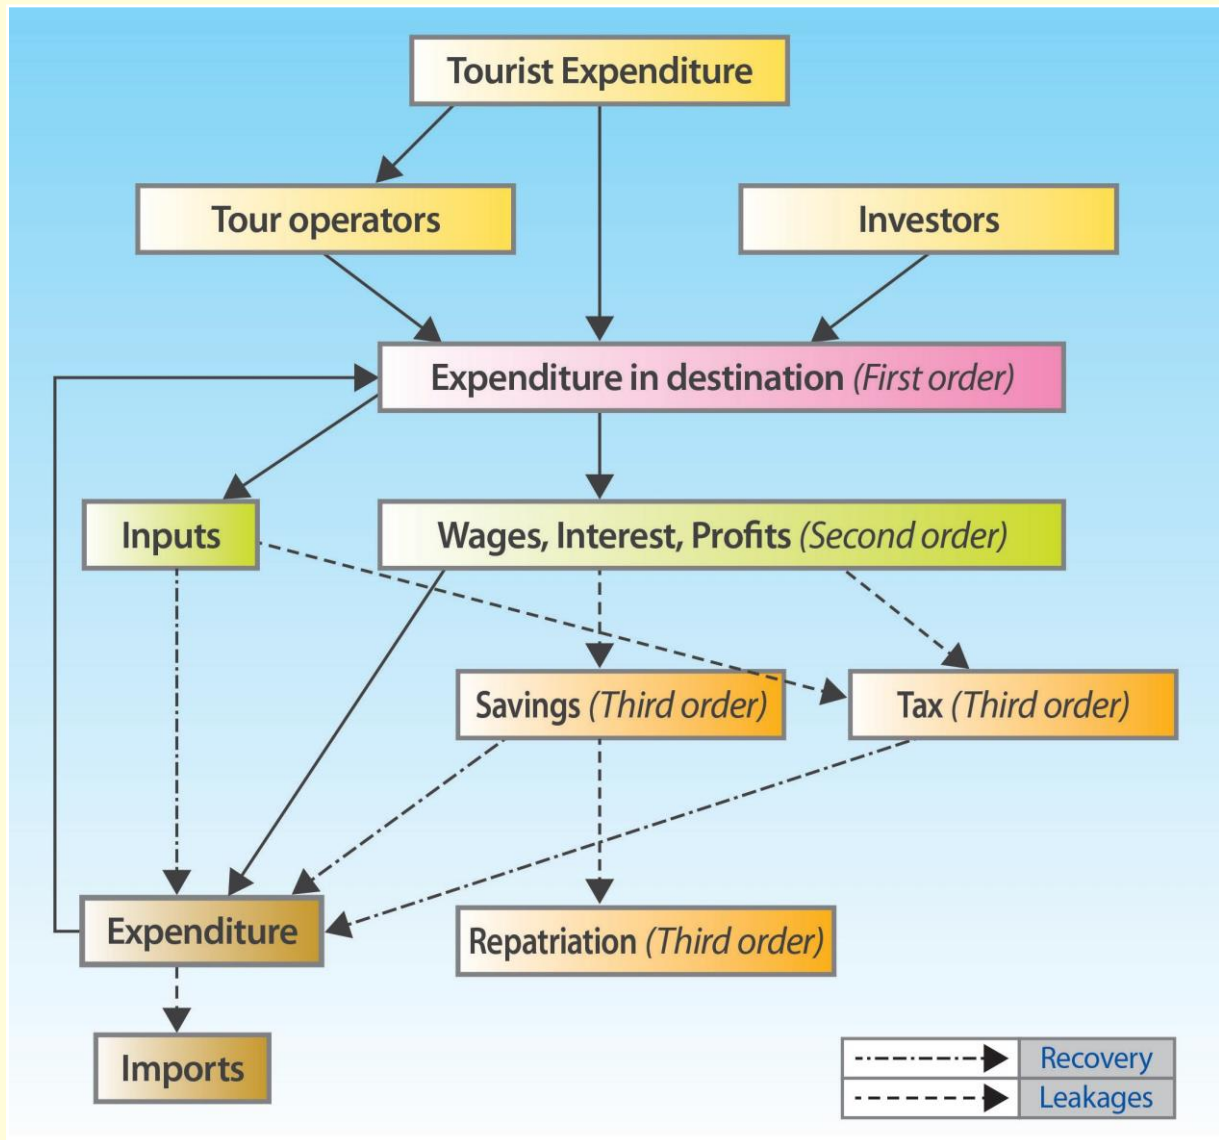 Tourist Expenditure
Tour operators
Investors
Expenditure in destination (First order)
Inputs
Wages, Interest, Profits (Second order)
Savings (Third order)
Tax (Third order)
Expenditure
Repatriation (Third order)
Imports
Recovery
Leakages